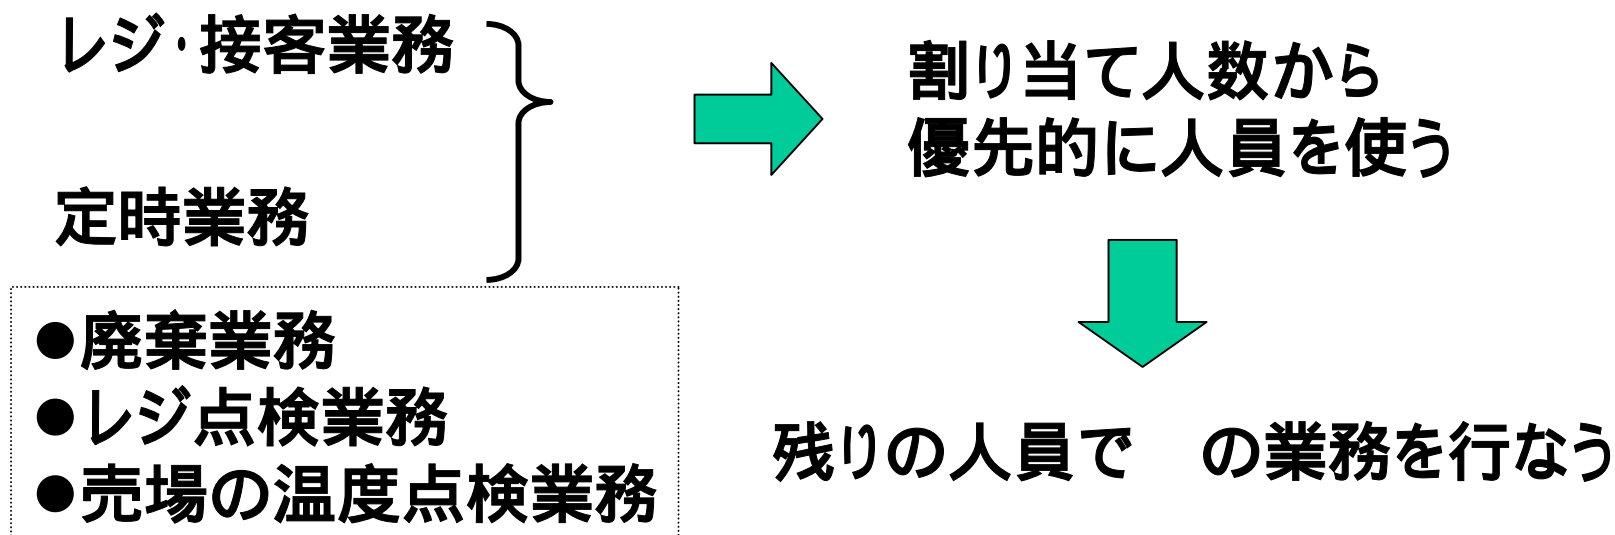 レジ・接客業務
定時業務
●廃棄業務
●レジ点検業務
●売場の温度点検業務
割り当て人数から
優先的に人員を使う
残りの人員で　の業務を行なう